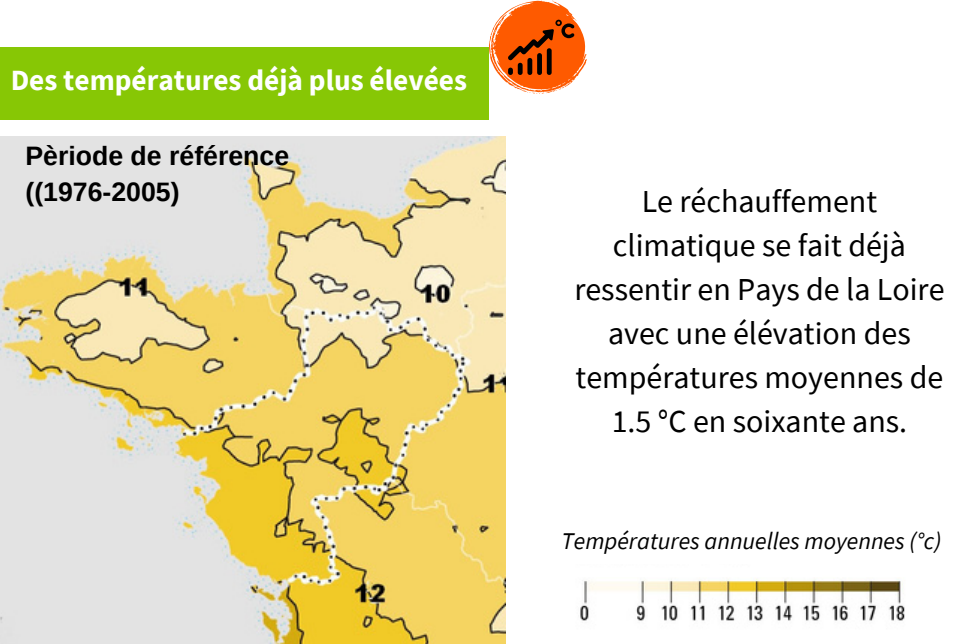 °C
Des températures déjà plus élevées
Pèriode de référence
((1976-2005)
11
10
11
12
Le réchauffement
climatique se fait déjà
ressentir en Pays de la Loire
avec une élévation des
températures moyennes de
1.5 °C en soixante ans.
Températures annuelles moyennes (°c)
0 9 10 11 12 13 14 15 16 17 18